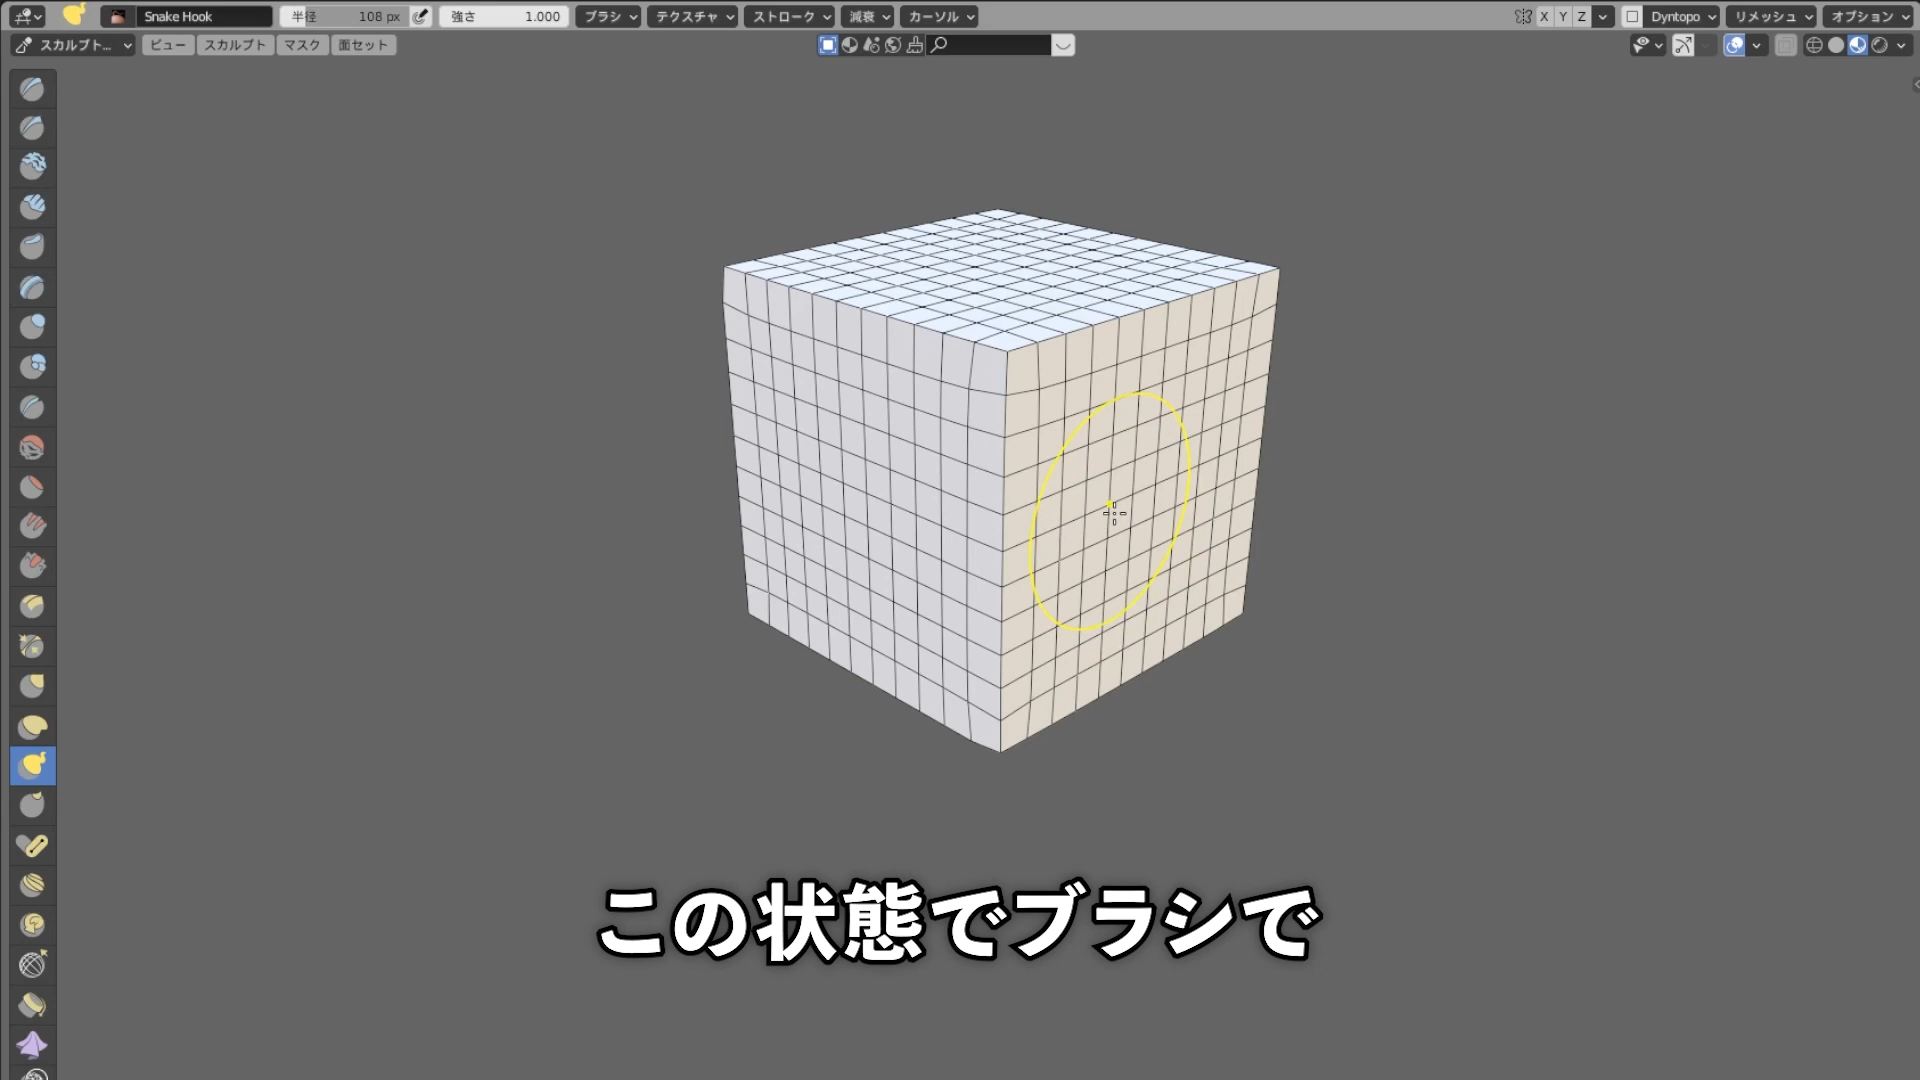 Snake Hook 半径 108 px 強さ 1.000 ブラシ テクスチャ ストローク 減衰 カーソル X Y Z Dyntopo リメッシュ オプション
スカルプト... ビュー スカルプト マスク 面セット
この状態でブラシで